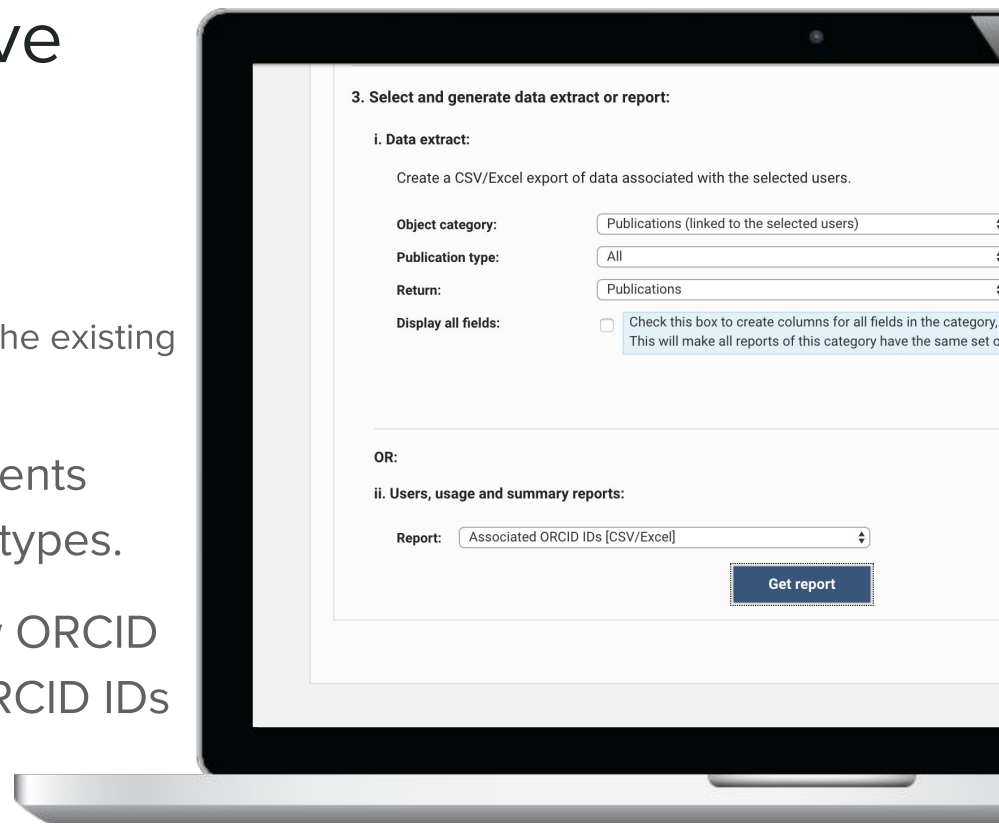 ve
he existing
ents
types.
ORCID
RCID IDs
3. Select and generate data extract or report:
i. Data extract:
Create a CSV/Excel export of data associated with the selected users.
Object category: Publications (linked to the selected users)
Publication type: All
Return: Publications
Display all fields: Check this box to create columns for all fields in the category,
This will make all reports of this category have the same set
OR:
ii. Users, usage and summary reports:
Report: Associated ORCID IDs [CSV/Excel]
Get report